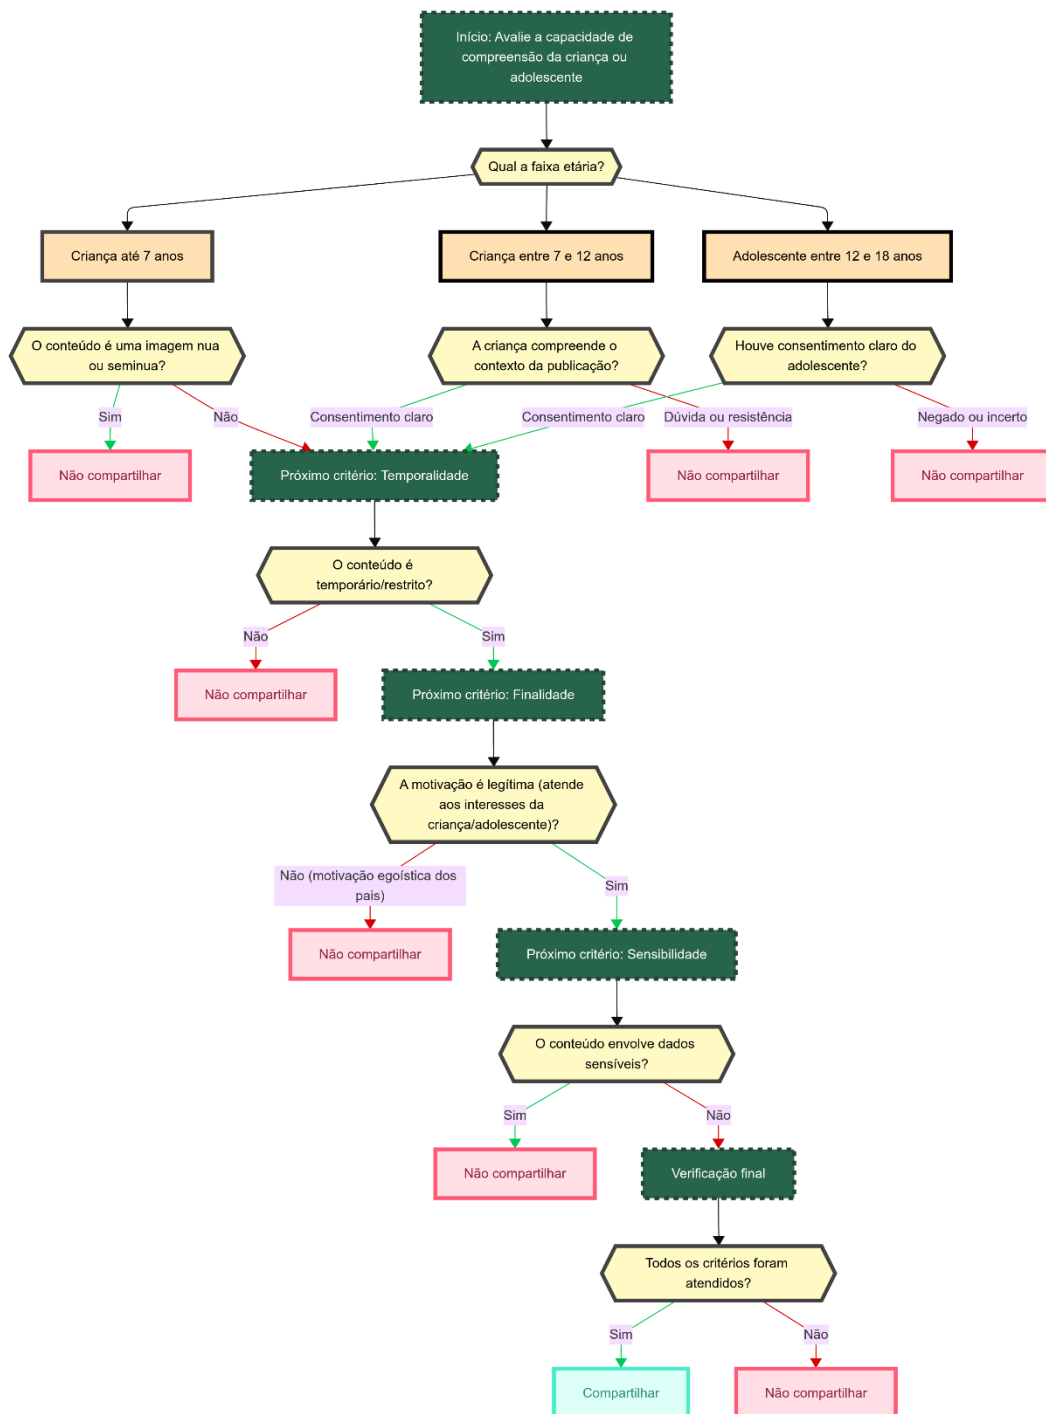 Início: Avalie a capacidade de
compreensão da criança ou
adolescente
Qual a faixa etária?
Criança até 7 anos
Criança entre 7 e 12 anos
Adolescente entre 12 e 18 anos
O conteúdo é uma imagem nua
ou seminua?
A criança compreende o
contexto da publicação?
Houve consentimento claro do
adolescente?
Sim
Não
Consentimento claro
Consentimento claro
Dúvida ou resistência
Negado ou incerto
Não compartilhar
Próximo critério: Temporalidade
Não compartilhar
Não compartilhar
O conteúdo é
temporário/restrito?
Não
Sim
Não compartilhar
Próximo critério: Finalidade
A motivação é legítima (atende
aos interesses da
criança/adolescente)?
Não (motivação egoística dos
pais)
Sim
Não compartilhar
Próximo critério: Sensibilidade
O conteúdo envolve dados
sensíveis?
Sim
Não
Não compartilhar
Verificação final
Todos os critérios foram
atendidos?
Sim
Não
Compartilhar
Não compartilhar